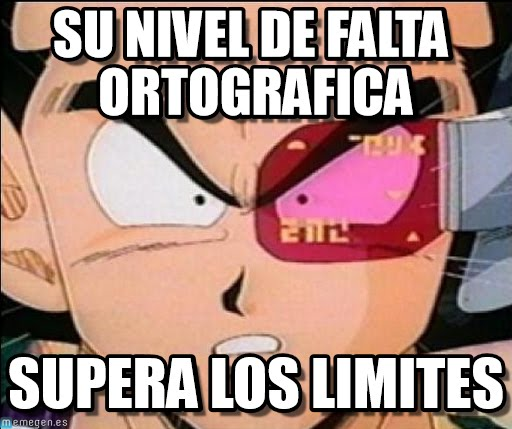 SU NIVEL DE FALTA
ORTOGRAFICA
SUPERA LOS LIMITES
memegen.es